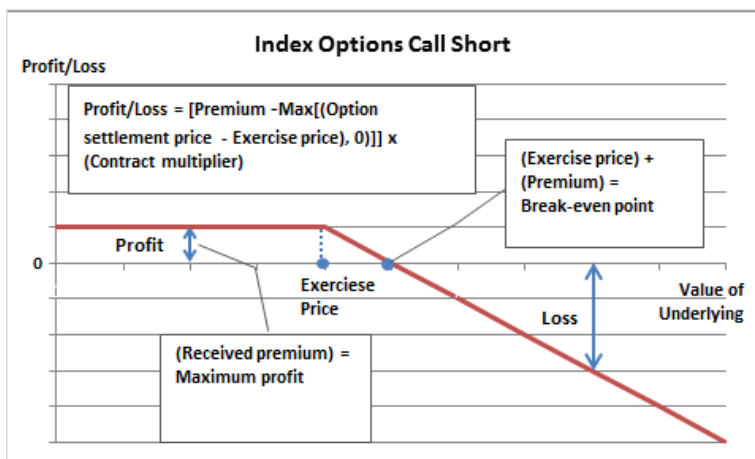 Index Options Call Short
Profit/Loss
Profit/Loss = [Premium -Max[(Option
settlement price - Exercise price), 0)]] x
(Contract multiplier)
(Exercise price) +
(Premium) =
Break-even point
Profit
0
Exerciese
Price
Value of
Underlying
Loss
(Received premium) =
Maximum profit